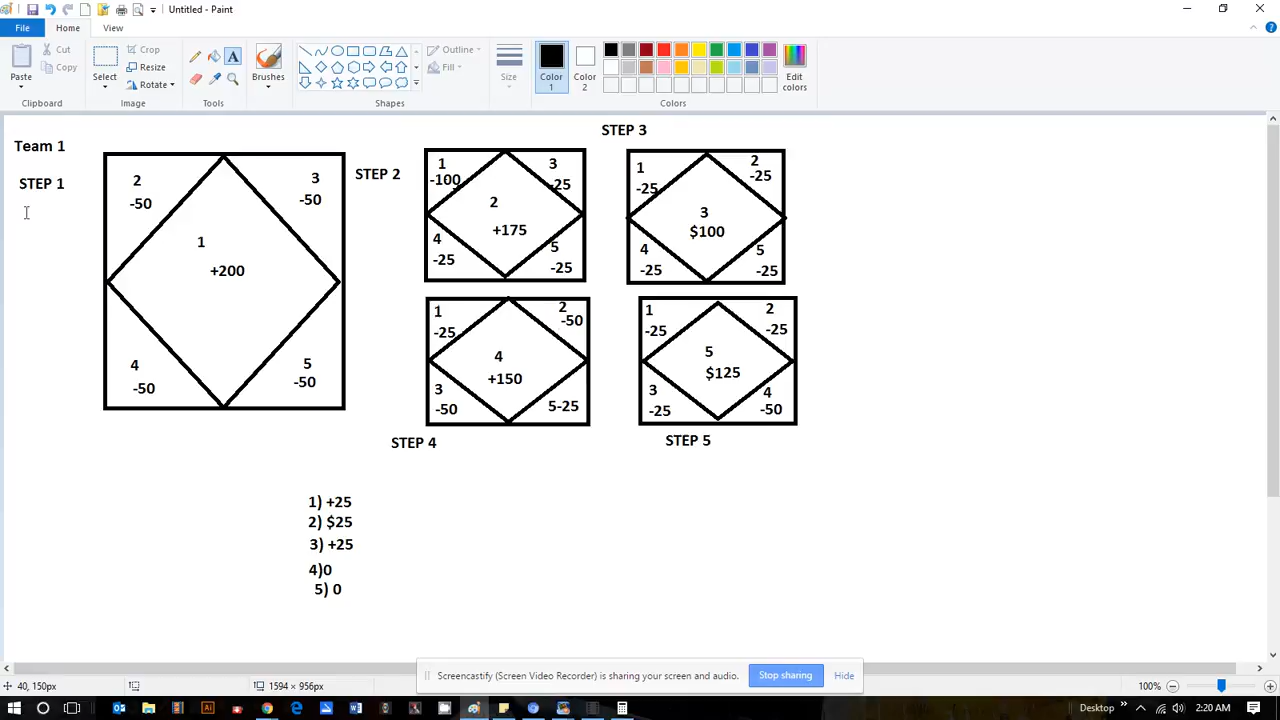 Untitled - Paint
File
Home
View
Paste
Cut
Copy
Clipboard
Select
Crop
Resize
Rotate
Image
A
Tools
Brushes
Outline
Fill
Shapes
Size
Color
1
Color
2
Edit
colors
Colors
Team 1
STEP 1
2
-50
3
-50
1
+200
4
-50
5
-50
STEP 2
1
-100
3
-25
2
+175
4
-25
5
-25
STEP 3
1
-25
2
-25
3
$100
4
-25
5
-25
1
-25
2
-50
4
+150
3
-50
5-25
STEP 4
1
-25
2
-25
5
$125
3
-25
4
-50
STEP 5
1) +25
2) $25
3) +25
4)0
5) 0
Screencastify (Screen Video Recorder) is sharing your screen and audio.
Stop sharing
Hide
40, 150px
1594 × 956px
100%
Desktop
2:20 AM